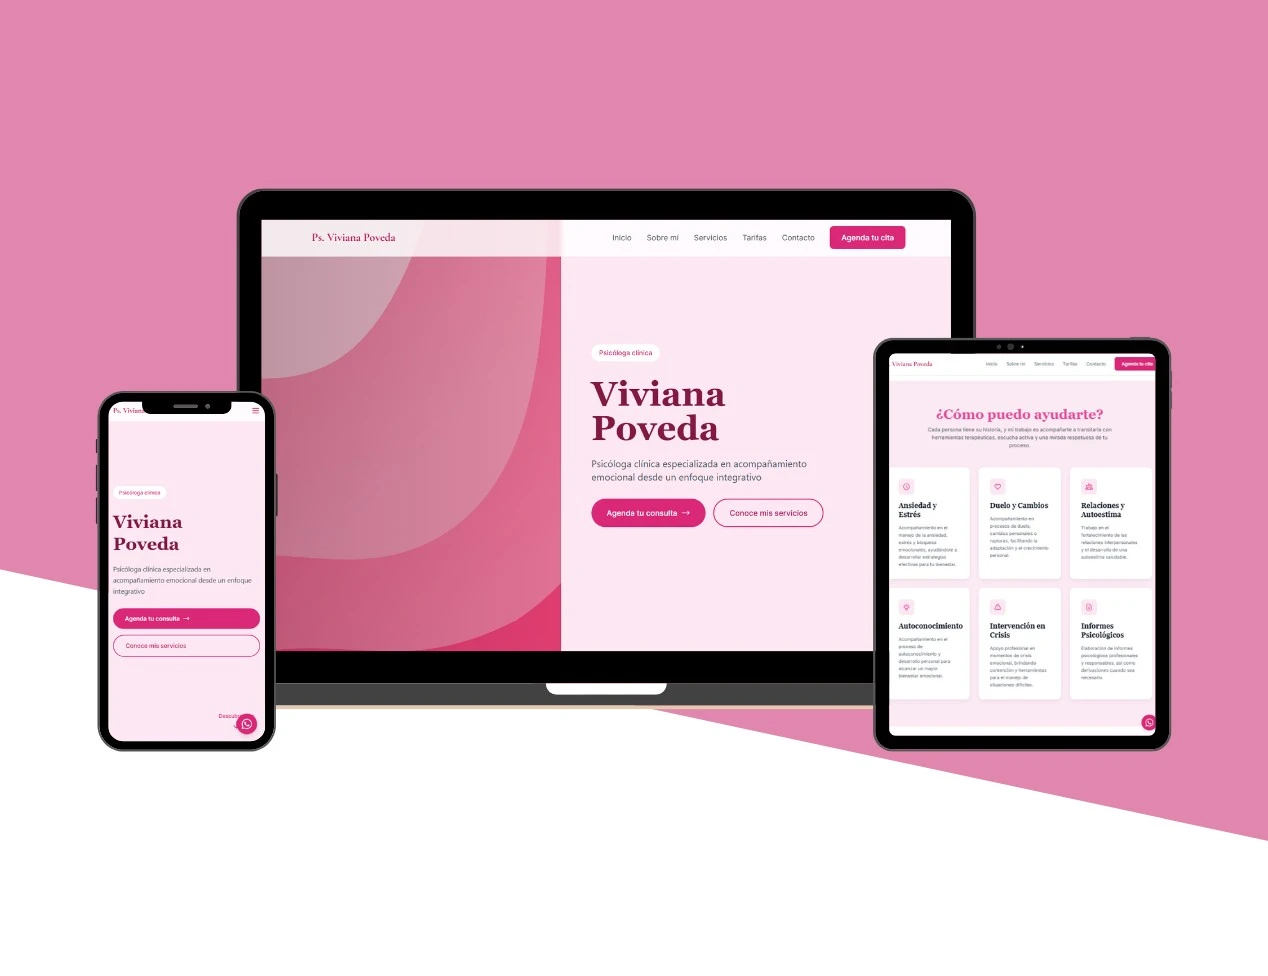 Ps. Viviana Poveda
Inicio Sobre mí Servicios Tarifas Contacto Agenda tu cita
Psicóloga clínica
Viviana
Poveda
Psicóloga clínica especializada en acompañamiento
emocional desde un enfoque integrativo
Agenda tu consulta →
Conoce mis servicios
Ps. Viviana
Psicóloga clínica
Viviana
Poveda
Psicóloga clínica especializada en
acompañamiento emocional desde un enfoque
integrativo
Agenda tu consulta →
Conoce mis servicios
Viviana Poveda
Inicio Sobre mí Servicios Tarifas Contacto Agenda tu cita
¿Cómo puedo ayudarte?
Cada persona tiene su historia, y mi trabajo es acompañarte a transitarla con
herramientas terapéuticas, escucha activa y una mirada respetuosa de tu
proceso.
Ansiedad y
Estrés
Acompañamiento en el
manejo de la ansiedad,
estrés y bloqueos
emocionales, ayudándote a
desarrollar estrategias
efectivas para tu bienestar.
Duelo y Cambios
Acompañamiento en
procesos de duelo,
cambios personales o
rupturas, facilitando la
adaptación y el crecimiento
personal.
Relaciones y
Autoestima
Trabajo en el
fortalecimiento de las
relaciones interpersonales
y el desarrollo de una
autoestima saludable.
Autoconocimiento
Acompañamiento en el
proceso de
autoconocimiento y
desarrollo personal para
alcanzar un mayor
bienestar emocional.
Intervención en
Crisis
Apoyo profesional en
momentos de crisis
emocional, brindando
contención y herramientas
para el manejo de
situaciones difíciles.
Informes
Psicológicos
Elaboración de informes
psicológicos profesionales
y responsables, así como
derivaciones cuando sea
necesario.